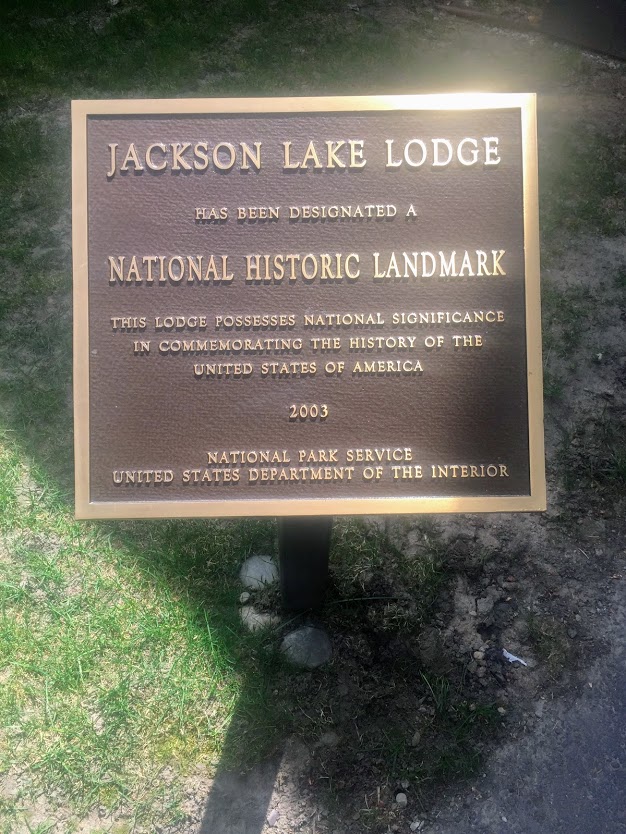 JACKSON LAKE LODGE
HAS BEEN DESIGNATED A
NATIONAL HISTORIC LANDMARK
THIS LODGE POSSESSES NATIONAL SIGNIFICANCE
IN COMMEMORATING THE HISTORY OF THE
UNITED STATES OF AMERICA
2003
NATIONAL PARK SERVICE
UNITED STATES DEPARTMENT OF THE INTERIOR